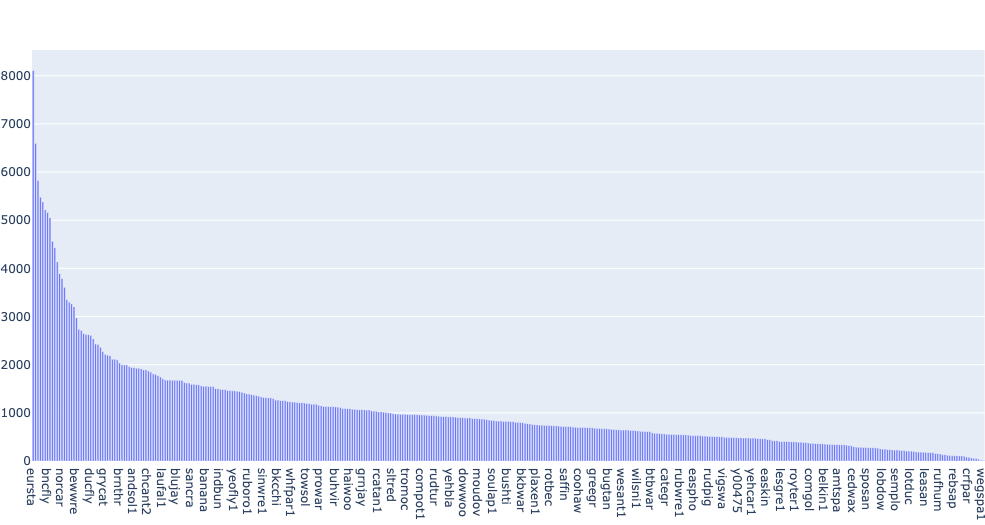 8000
7000
6000
5000
4000
3000
2000
1000
0
eursta
bncfly
norcar
bewwre
ducfly
grycat
brnthr
andsol1
chcant2
laufal1
blujay
sancra
banana
indbun
yeofly1
ruboro1
sinwre1
bkcchi
whfpar1
towsol
prowar
buhvir
haiwoo
grnjay
rcatan1
sltred
tromoc
compot1
rudtur
yehbla
dowwoo
moudov
soulap1
bushti
bkbwar
plaxen1
rotbec
saffin
coohaw
greegr
bugtan
wesant1
wilsni1
btbwar
categr
rubwre1
easpho
rudpig
vigswa
y00475
yehcar1
easkin
lesgre1
royter1
comgol
belkin1
amtspa
cedwax
sposan
lobdow
semplo
lotduc
leasan
rufhum
rebsap
crfpar
wegspa1